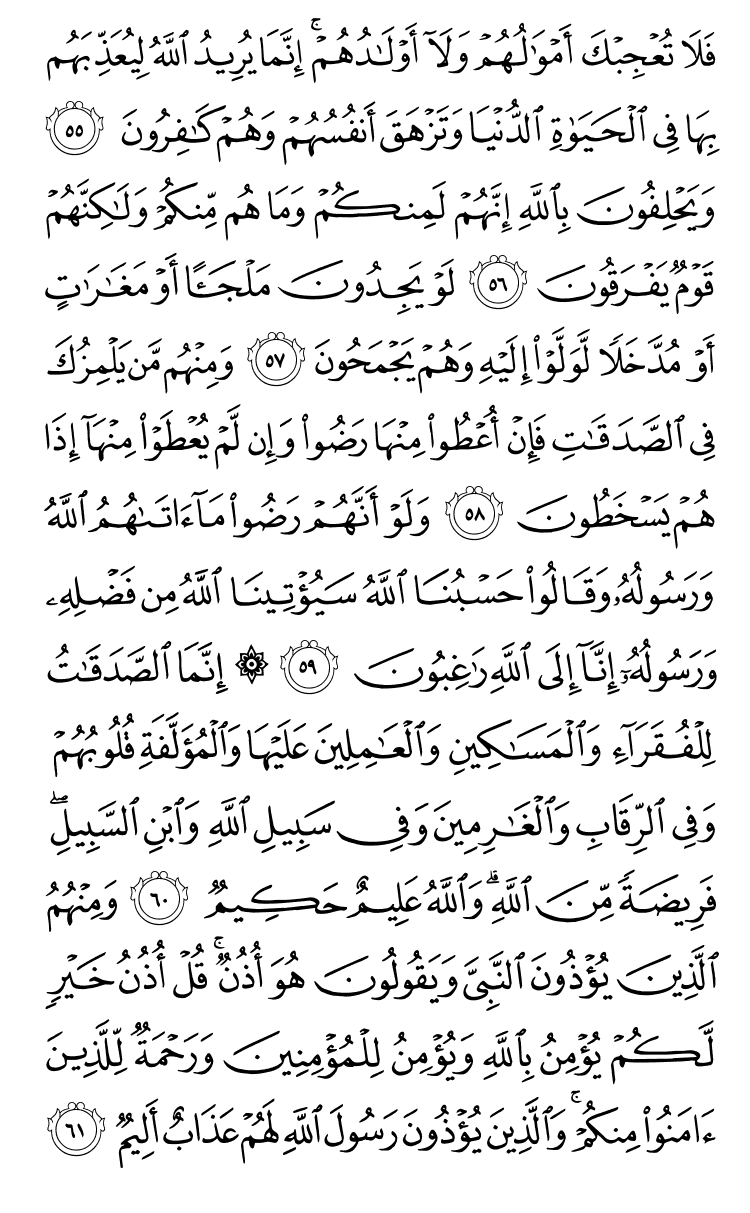 فَلَا تُعۡجِبۡكَ أَمۡوَٰلُهُمۡ وَلَآ أَوۡلَٰدُهُمۡۚ إِنَّمَا يُرِيدُ ٱللَّهُ لِيُعَذِّبَهُم
بِهَا فِي ٱلۡحَيَوٰةِ ٱلدُّنۡيَا وَتَزۡهَقَ أَنفُسُهُمۡ وَهُمۡ كَٰفِرُونَ ٥٥
وَيَحۡلِفُونَ بِٱللَّهِ إِنَّهُمۡ لَمِنكُمۡ وَمَا هُم مِّنكُمۡ وَلَٰكِنَّهُمۡ
قَوۡمٞ يَفۡرَقُونَ ٥٦ لَوۡ يَجِدُونَ مَلۡجَـًٔا أَوۡ مَغَٰرَٰتٍ
أَوۡ مُدَّخَلٗا لَّوَلَّوۡاْ إِلَيۡهِ وَهُمۡ يَجۡمَحُونَ ٥٧ وَمِنۡهُم مَّن يَلۡمِزُكَ
فِي ٱلصَّدَقَٰتِ فَإِنۡ أُعۡطُواْ مِنۡهَا رَضُواْ وَإِن لَّمۡ يُعۡطَوۡاْ مِنۡهَآ إِذَا
هُمۡ يَسۡخَطُونَ ٥٨ وَلَوۡ أَنَّهُمۡ رَضُواْ مَآ ءَاتَىٰهُمُ ٱللَّهُ
وَرَسُولُهُۥ وَقَالُواْ حَسۡبُنَا ٱللَّهُ سَيُؤۡتِينَا ٱللَّهُ مِن فَضۡلِهِۦ
وَرَسُولُهُۥٓ إِنَّآ إِلَى ٱللَّهِ رَٰغِبُونَ ٥٩ ۞ إِنَّمَا ٱلصَّدَقَٰتُ
لِلۡفُقَرَآءِ وَٱلۡمَسَٰكِينِ وَٱلۡعَٰمِلِينَ عَلَيۡهَا وَٱلۡمُؤَلَّفَةِ قُلُوبُهُمۡ
وَفِي ٱلرِّقَابِ وَٱلۡغَٰرِمِينَ وَفِي سَبِيلِ ٱللَّهِ وَٱبۡنِ ٱلسَّبِيلِۖ
فَرِيضَةٗ مِّنَ ٱللَّهِۗ وَٱللَّهُ عَلِيمٌ حَكِيمٞ ٦٠ وَمِنۡهُمُ
ٱلَّذِينَ يُؤۡذُونَ ٱلنَّبِيَّ وَيَقُولُونَ هُوَ أُذُنٞۚ قُلۡ أُذُنُ خَيۡرٖ
لَّكُمۡ يُؤۡمِنُ بِٱللَّهِ وَيُؤۡمِنُ لِلۡمُؤۡمِنِينَ وَرَحۡمَةٞ لِّلَّذِينَ
ءَامَنُواْ مِنكُمۡۚ وَٱلَّذِينَ يُؤۡذُونَ رَسُولَ ٱللَّهِ لَهُمۡ عَذَابٌ أَلِيمٞ ٦١